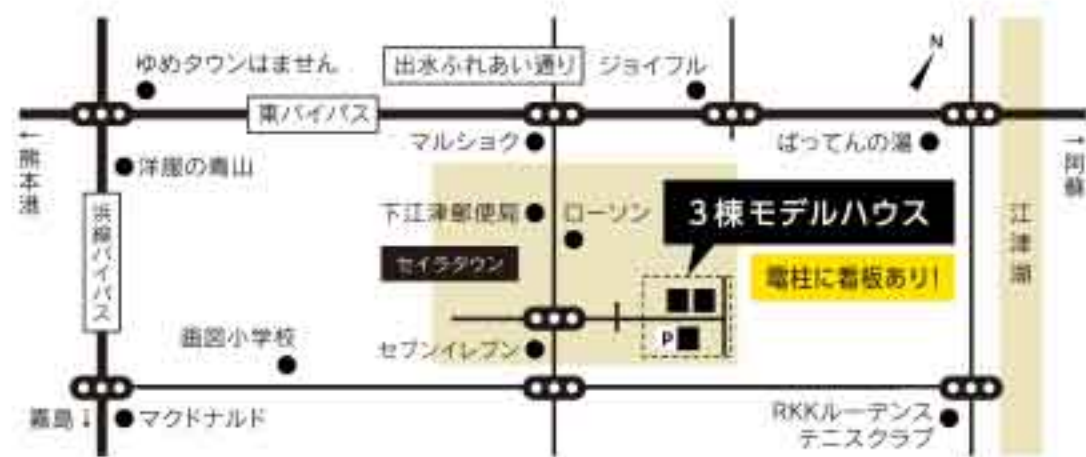 ゆめタウンはません
出水ふれあい通り
ジョイフル
N
東バイパス
マルショク
ばってんの湯
←熊本港
→阿蘇
洋服の青山
浜線バイパス
下江津郵便局
ローソン
3棟モデルハウス
江津湖
セイラタウン
電柱に看板あり!
画図小学校
セブンイレブン
P
霧島↓
マクドナルド
RKKルーデンス
テニスクラブ